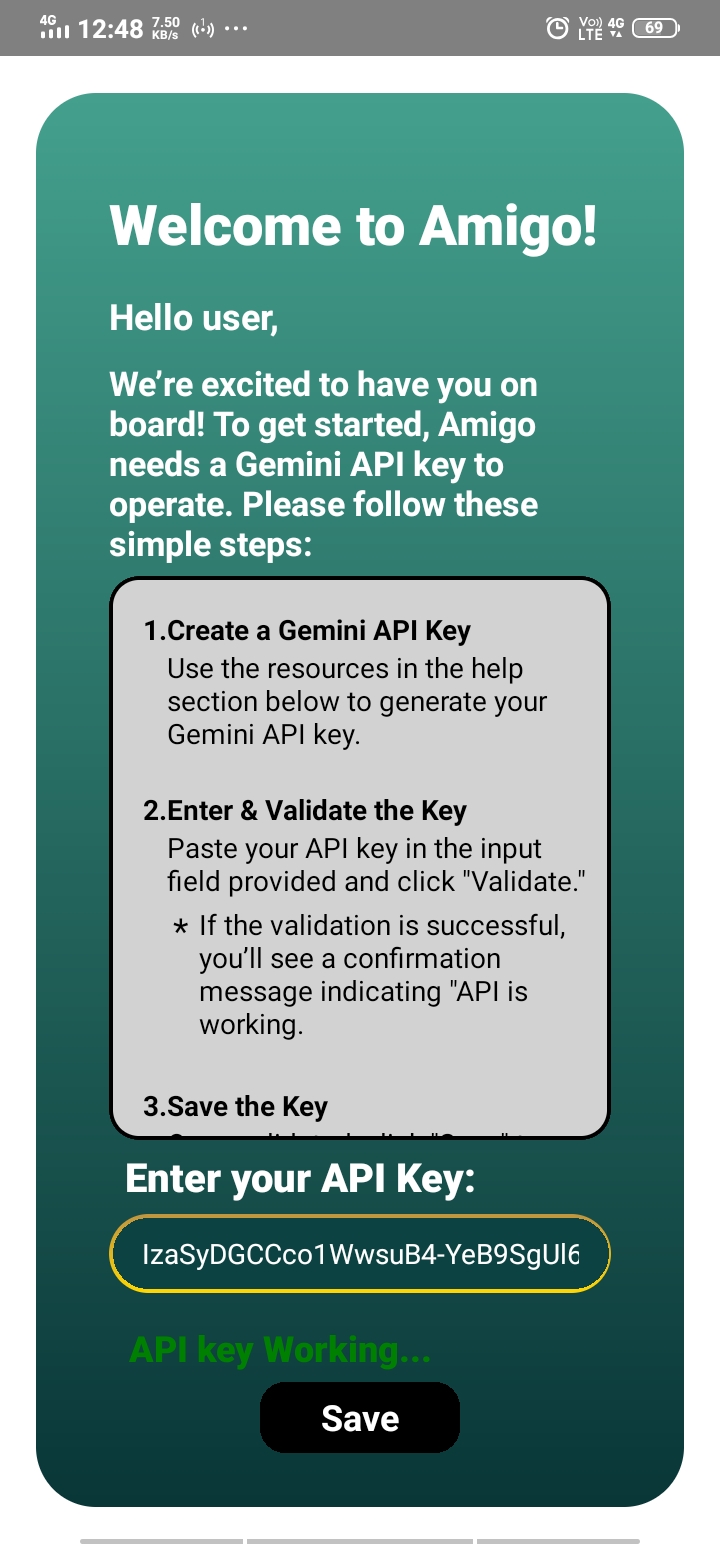 4G 12:48 7.50 KB/s 1 ... Vo)) LTE 4G 69
Welcome to Amigo!
Hello user,
We’re excited to have you on
board! To get started, Amigo
needs a Gemini API key to
operate. Please follow these
simple steps:
1.Create a Gemini API Key
Use the resources in the help
section below to generate your
Gemini API key.
2.Enter & Validate the Key
Paste your API key in the input
field provided and click "Validate."
* If the validation is successful,
you’ll see a confirmation
message indicating "API is
working.
3.Save the Key
Enter your API Key:
IzaSyDGCCco1WwsuB4-YeB9SgUl6
API key Working...
Save